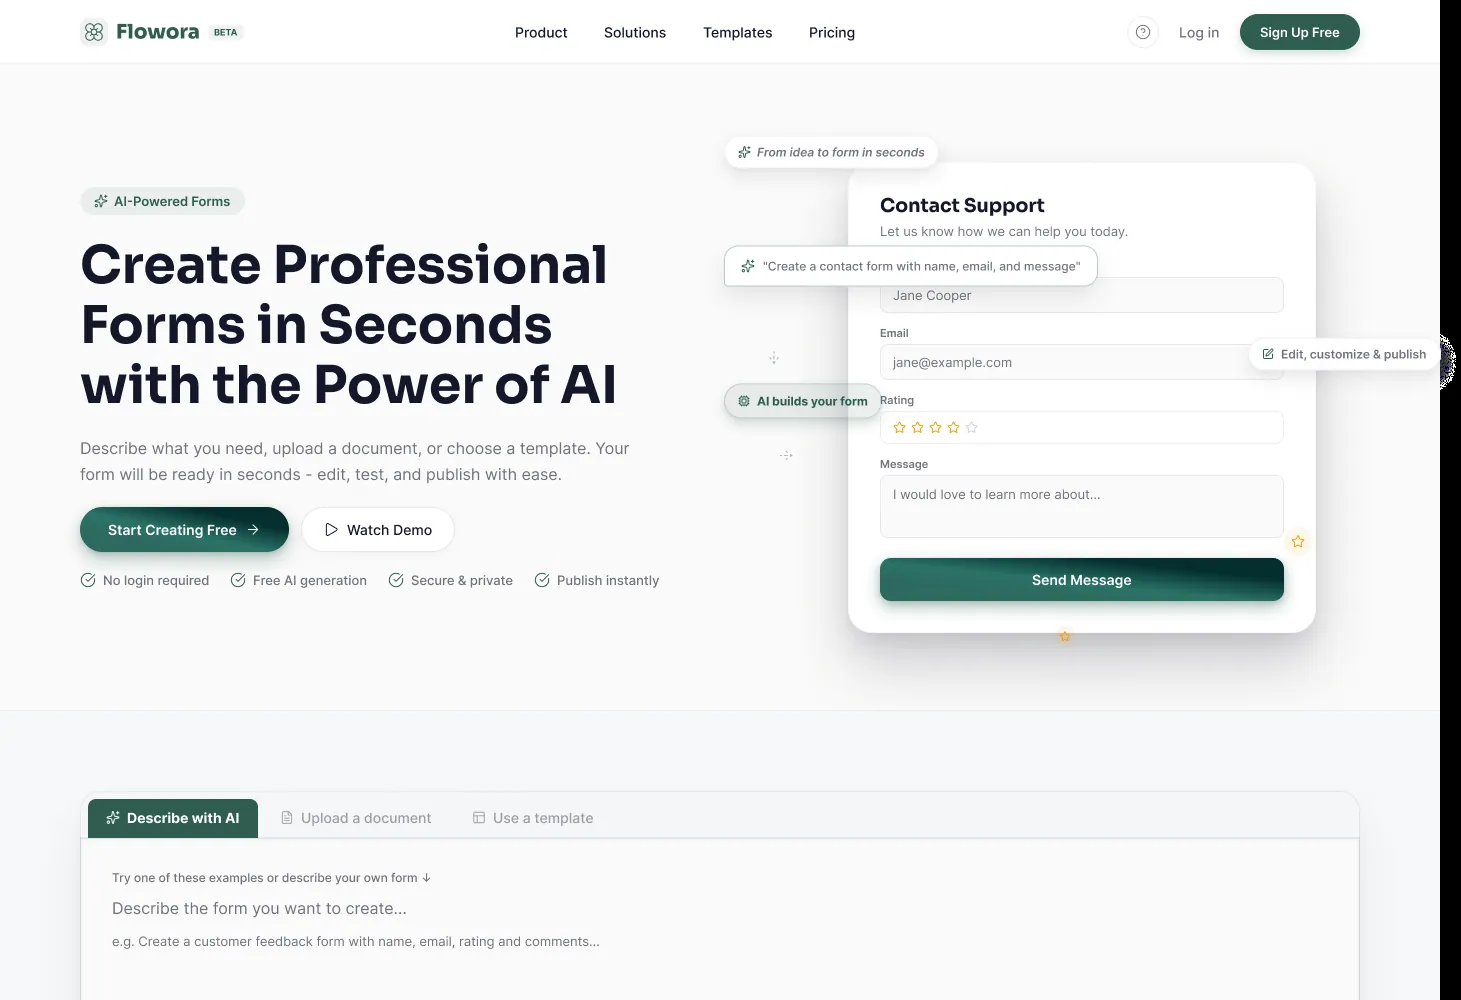 Flowora BETA
Product Solutions Templates Pricing
Log in
Sign Up Free
AI-Powered Forms
Create Professional
Forms in Seconds
with the Power of AI
Describe what you need, upload a document, or choose a template. Your
form will be ready in seconds - edit, test, and publish with ease.
Start Creating Free
Watch Demo
No login required
Free AI generation
Secure & private
Publish instantly
From idea to form in seconds
Contact Support
Let us know how we can help you today.
"Create a contact form with name, email, and message"
Jane Cooper
Email
Edit, customize & publish
jane@example.com
AI builds your form
Rating
Message
I would love to learn more about...
Send Message
Describe with AI
Upload a document
Use a template
Try one of these examples or describe your own form ↓
Describe the form you want to create...
e.g. Create a customer feedback form with name, email, rating and comments...